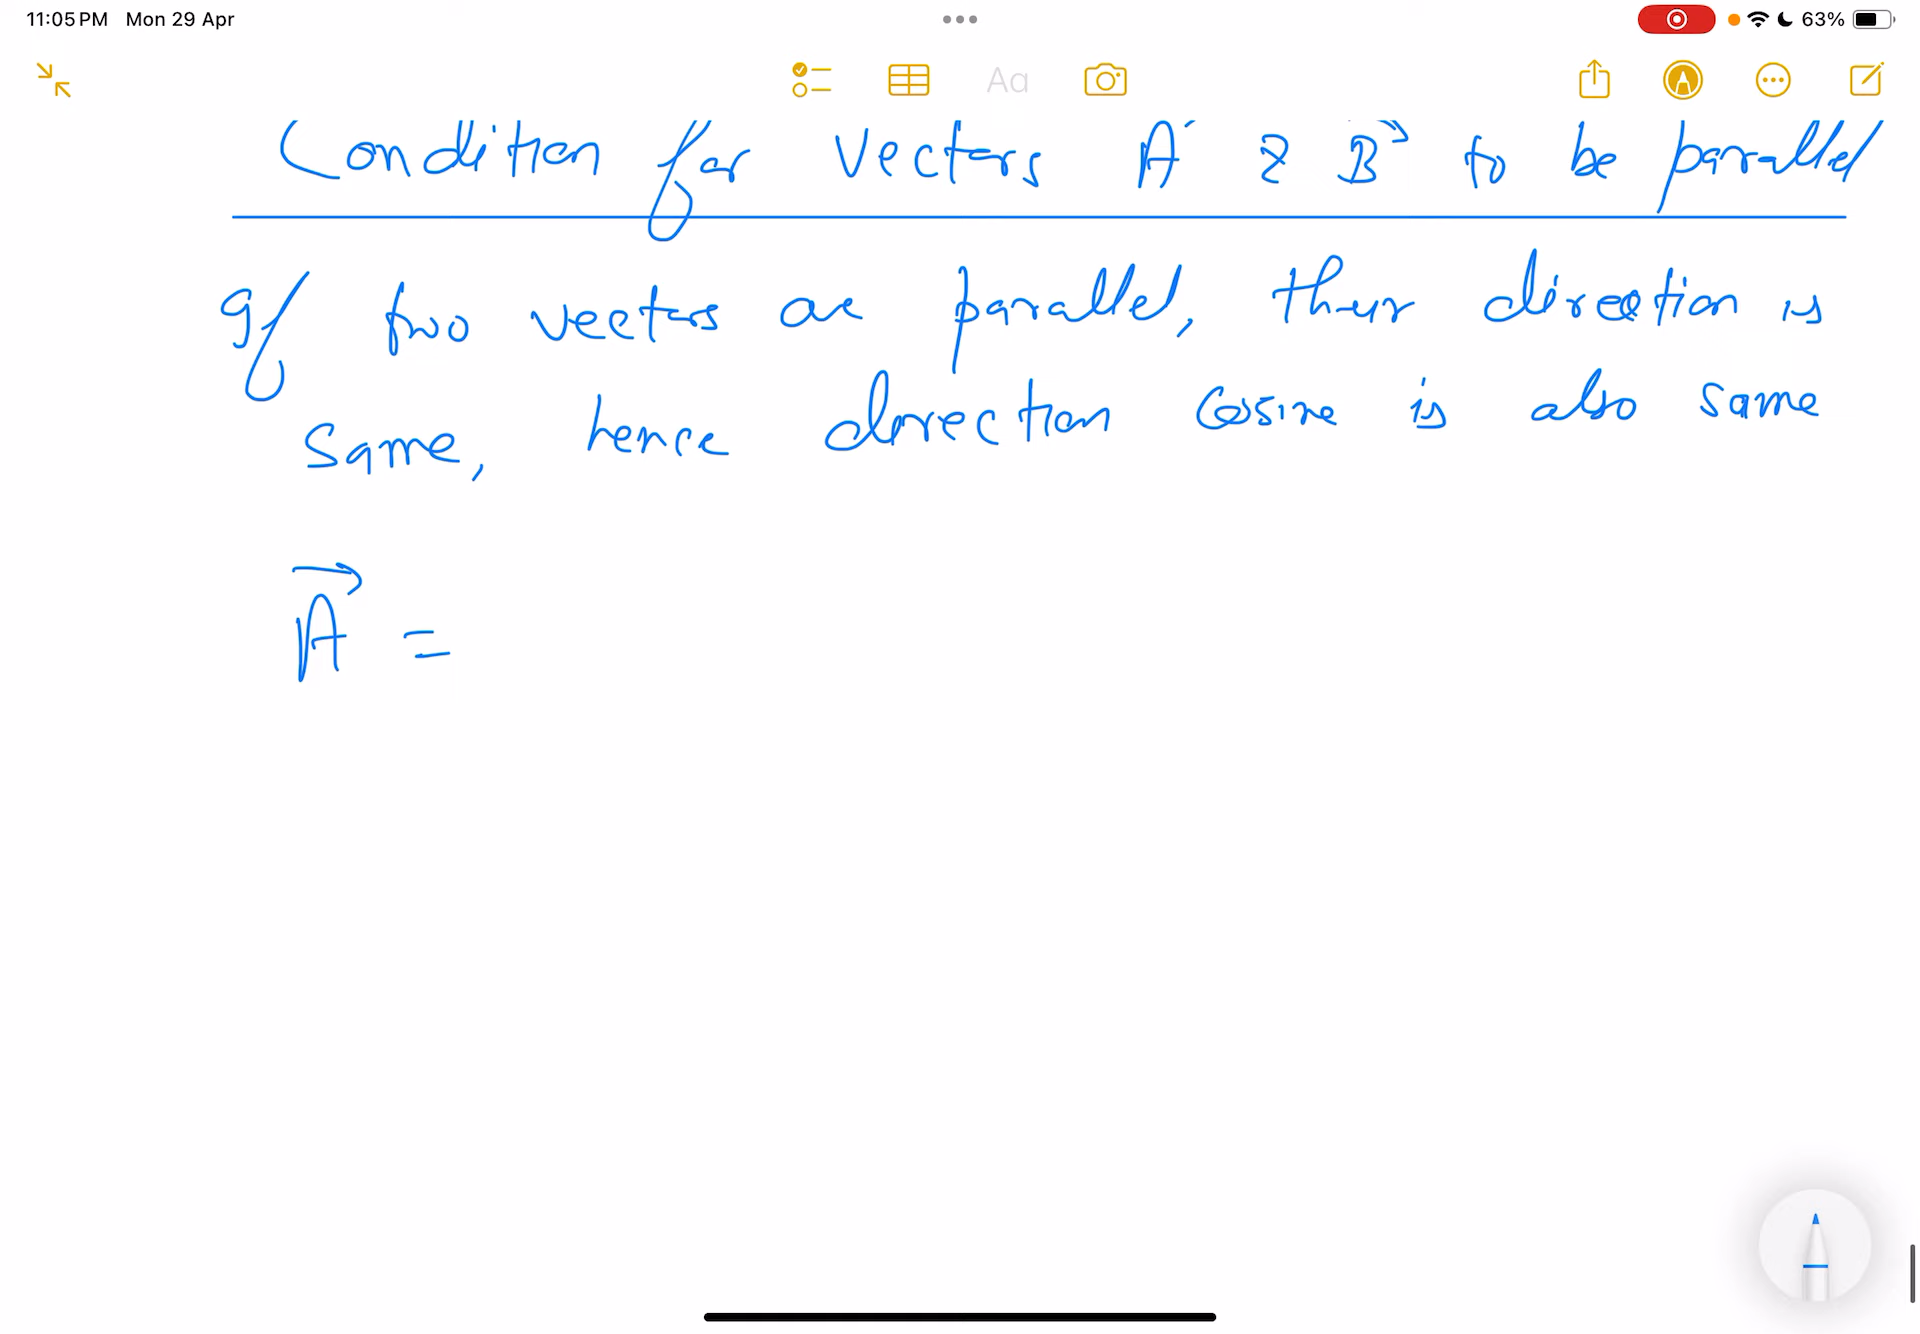 11:05 PM Mon 29 Apr
63%
Aa
Condition for Vectors A⃗ & B⃗ to be parallel
If two vectors are parallel, their direction is
same, hence direction cosine is also same
A⃗ =